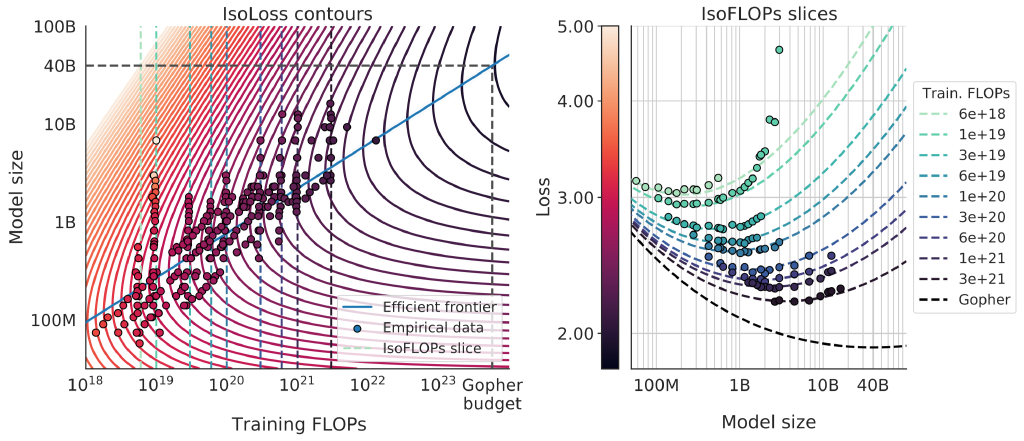 IsoLoss contours
100B
40B
10B
1B
100M
Model size
Efficient frontier
Empirical data
IsoFLOPs slice
10^18
10^19
10^20
10^21
10^22
10^23
Gopher
budget
Training FLOPs
IsoFLOPs slices
5.00
4.00
3.00
2.00
Loss
100M
1B
10B
40B
Model size
Train. FLOPs
6e+18
1e+19
3e+19
6e+19
1e+20
3e+20
6e+20
1e+21
3e+21
Gopher